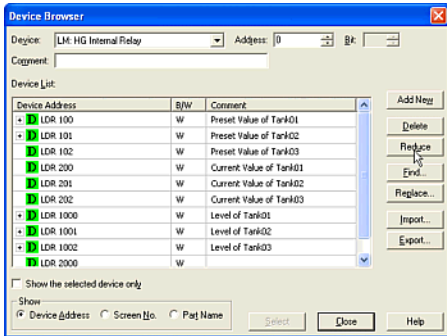 Device Browser
Device: LM: HG Internal Relay Address: 0 Bit:
Comment:
Device List:
Device Address B/W Comment
D LDR 100 W Preset Value of Tank01
D LDR 101 W Preset Value of Tank02
D LDR 102 W Preset Value of Tank03
D LDR 200 W Current Value of Tank01
D LDR 201 W Current Value of Tank02
D LDR 202 W Current Value of Tank03
D LDR 1000 W Level of Tank01
D LDR 1001 W Level of Tank02
D LDR 1002 W Level of Tank03
D LDR 2000 W
Add New
Delete
Reduce
Find...
Replace...
Import...
Export...
Show the selected device only
Show
Device Address Screen No. Part Name
Select Close Help